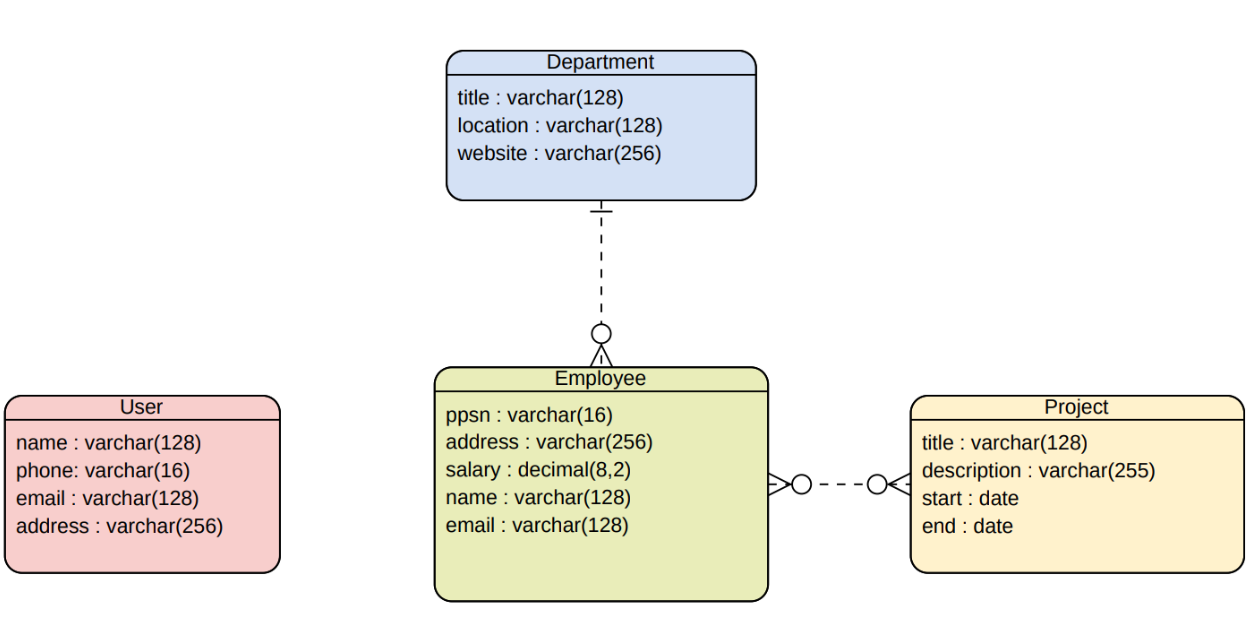 Department
title : varchar(128)
location : varchar(128)
website : varchar(256)
User
name : varchar(128)
phone: varchar(16)
email : varchar(128)
address : varchar(256)
Employee
ppsn : varchar(16)
address : varchar(256)
salary : decimal(8,2)
name : varchar(128)
email : varchar(128)
Project
title : varchar(128)
description : varchar(255)
start : date
end : date